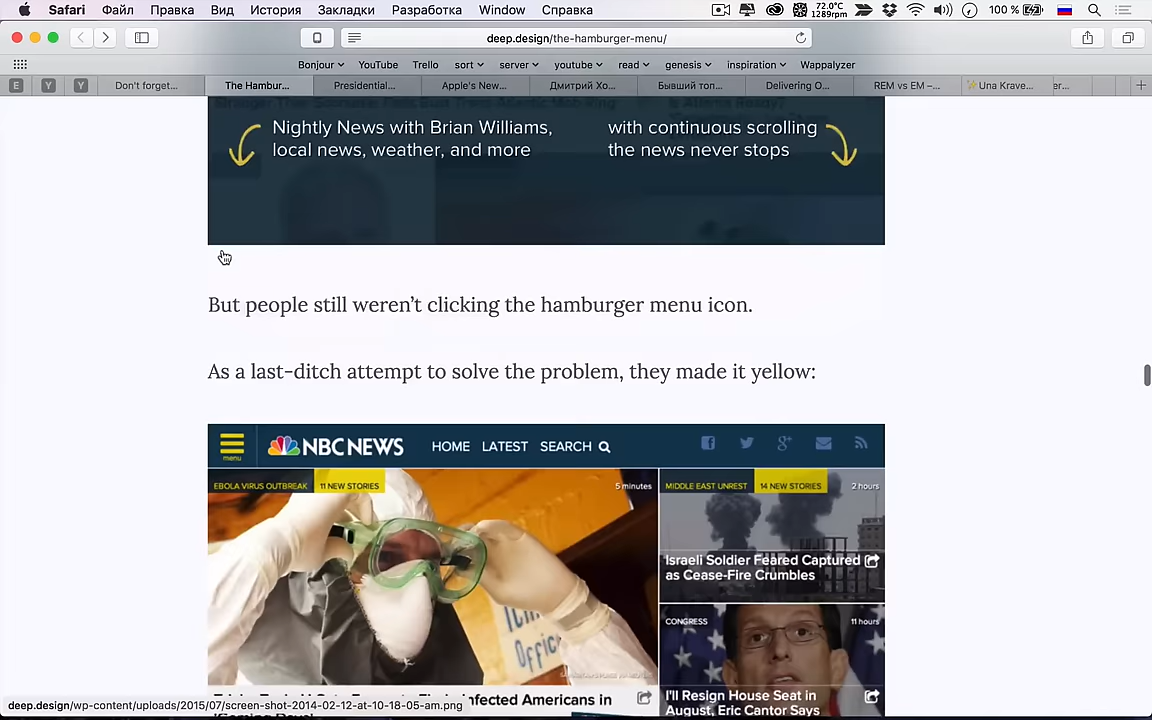 Safari Файл Правка Вид История Закладки Разработка Window Справка 72.0°C 1289rpm 100 %
deep.design/the-hamburger-menu/
Bonjour YouTube Trello sort server youtube read genesis inspiration Wappalyzer
E Y Y Don't forget... The Hambur... Presidential... Apple's New... Дмитрий Хо... Бывший топ... Delivering O... REM vs EM –... Una Krave... er...
Nightly News with Brian Williams,
local news, weather, and more
with continuous scrolling
the news never stops
But people still weren't clicking the hamburger menu icon.
As a last-ditch attempt to solve the problem, they made it yellow:
menu NBC NEWS HOME LATEST SEARCH
EBOLA VIRUS OUTBREAK 11 NEW STORIES 5 minutes
MIDDLE EAST UNREST 14 NEW STORIES 2 hours
Israeli Soldier Feared Captured
as Cease-Fire Crumbles
CONGRESS 11 hours
I'll Resign House Seat in
August, Eric Cantor Says
Infected Americans in
deep.design/wp-content/uploads/2015/07/screen-shot-2014-02-12-at-10-18-05-am.png